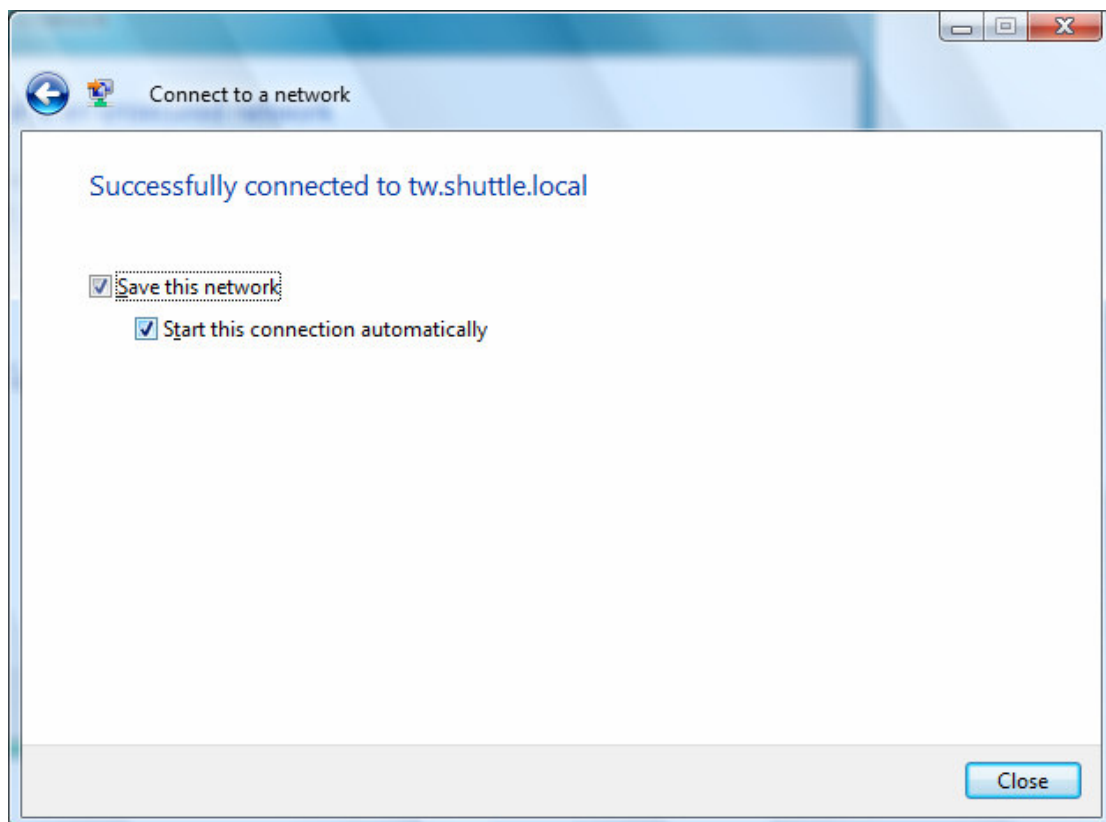 Connect to a network
Successfully connected to tw.shuttle.local
Save this network
Start this connection automatically
Close